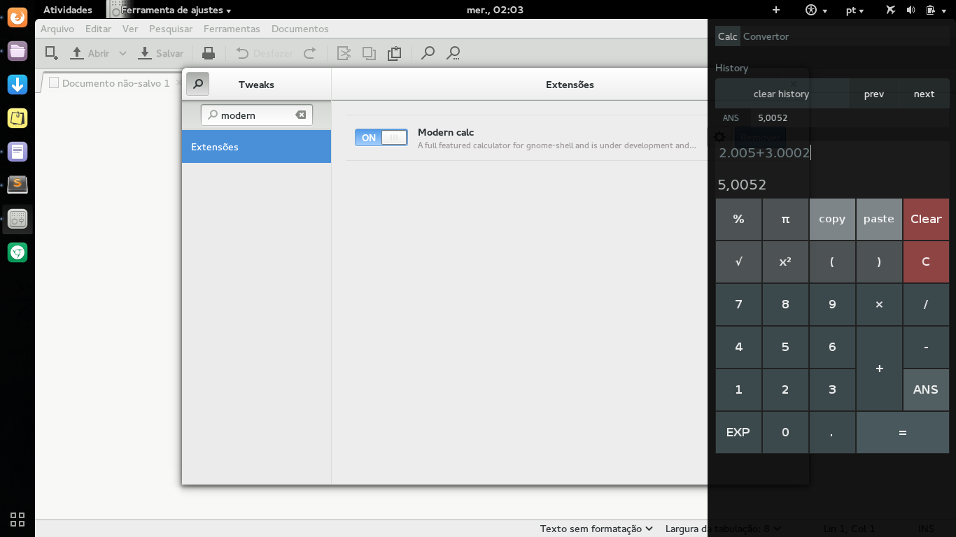 Atividades
Ferramenta de ajustes
mer., 02:03
pt
Arquivo Editar Ver Pesquisar Ferramentas Documentos
Abrir Salvar Desfazer
Documento não-salvo 1
Tweaks
Extensões
modern
Extensões
ON
Modern calc
A full featured calculator for gnome-shell and is under development and...
Calc Convertor
History
clear history prev next
ANS 5,0052
2.005+3.0002
5,0052
% π copy paste Clear
√ x² ( ) C
7 8 9 × /
4 5 6 + -
1 2 3 ANS
EXP 0 . =
Texto sem formatação Largura da tabulação: 8 Lin 1, Col 1 INS